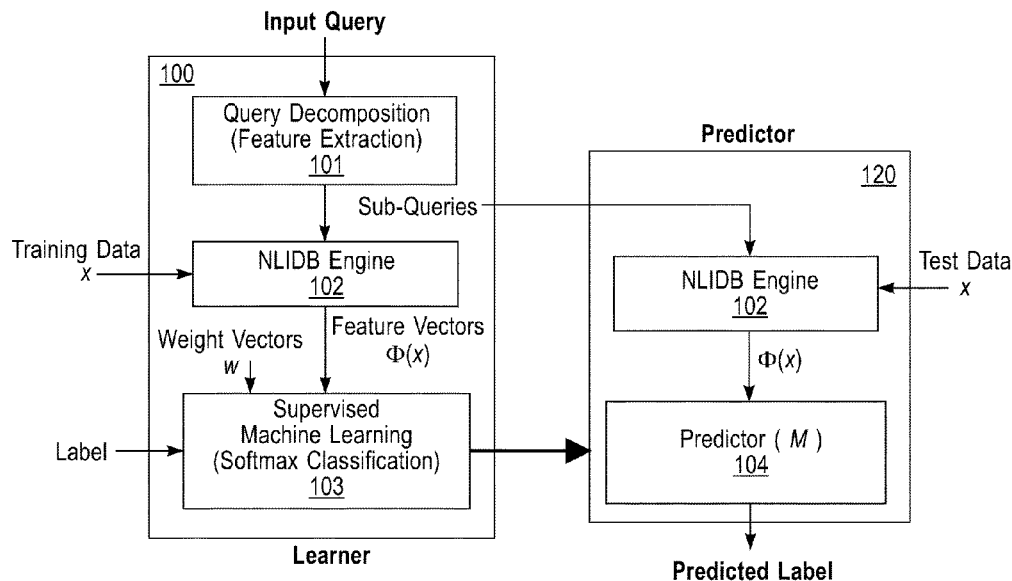 Input Query
100
Query Decomposition
(Feature Extraction)
101
Sub-Queries
Training Data
x
NLIDB Engine
102
Weight Vectors
w
Feature Vectors
Φ(x)
Label
Supervised
Machine Learning
(Softmax Classification)
103
Learner
Predictor
120
NLIDB Engine
102
Test Data
x
Φ(x)
Predictor ( M )
104
Predicted Label